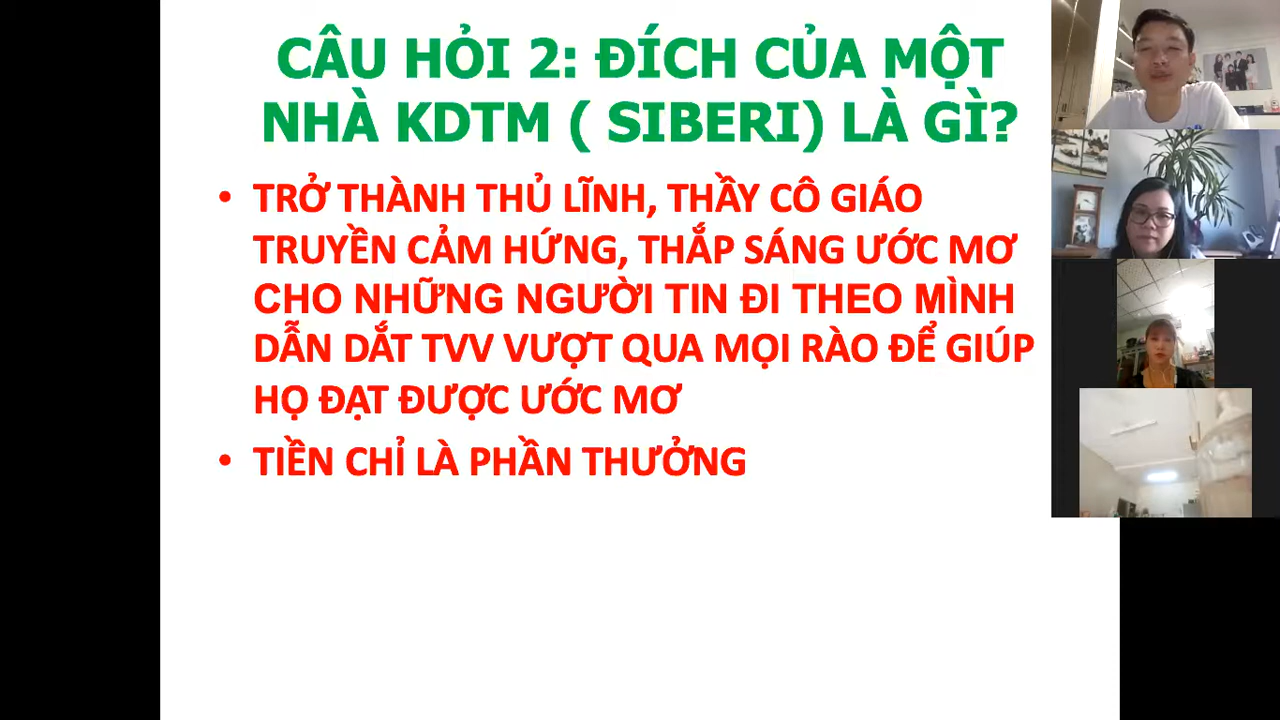 CÂU HỎI 2: ĐÍCH CỦA MỘT
NHÀ KDTM ( SIBERI) LÀ GÌ?
• TRỞ THÀNH THỦ LĨNH, THẦY CÔ GIÁO
TRUYỀN CẢM HỨNG, THẮP SÁNG ƯỚC MƠ
CHO NHỮNG NGƯỜI TIN ĐI THEO MÌNH
DẪN DẮT TVV VƯỢT QUA MỌI RÀO ĐỂ GIÚP
HỌ ĐẠT ĐƯỢC ƯỚC MƠ
• TIỀN CHỈ LÀ PHẦN THƯỞNG